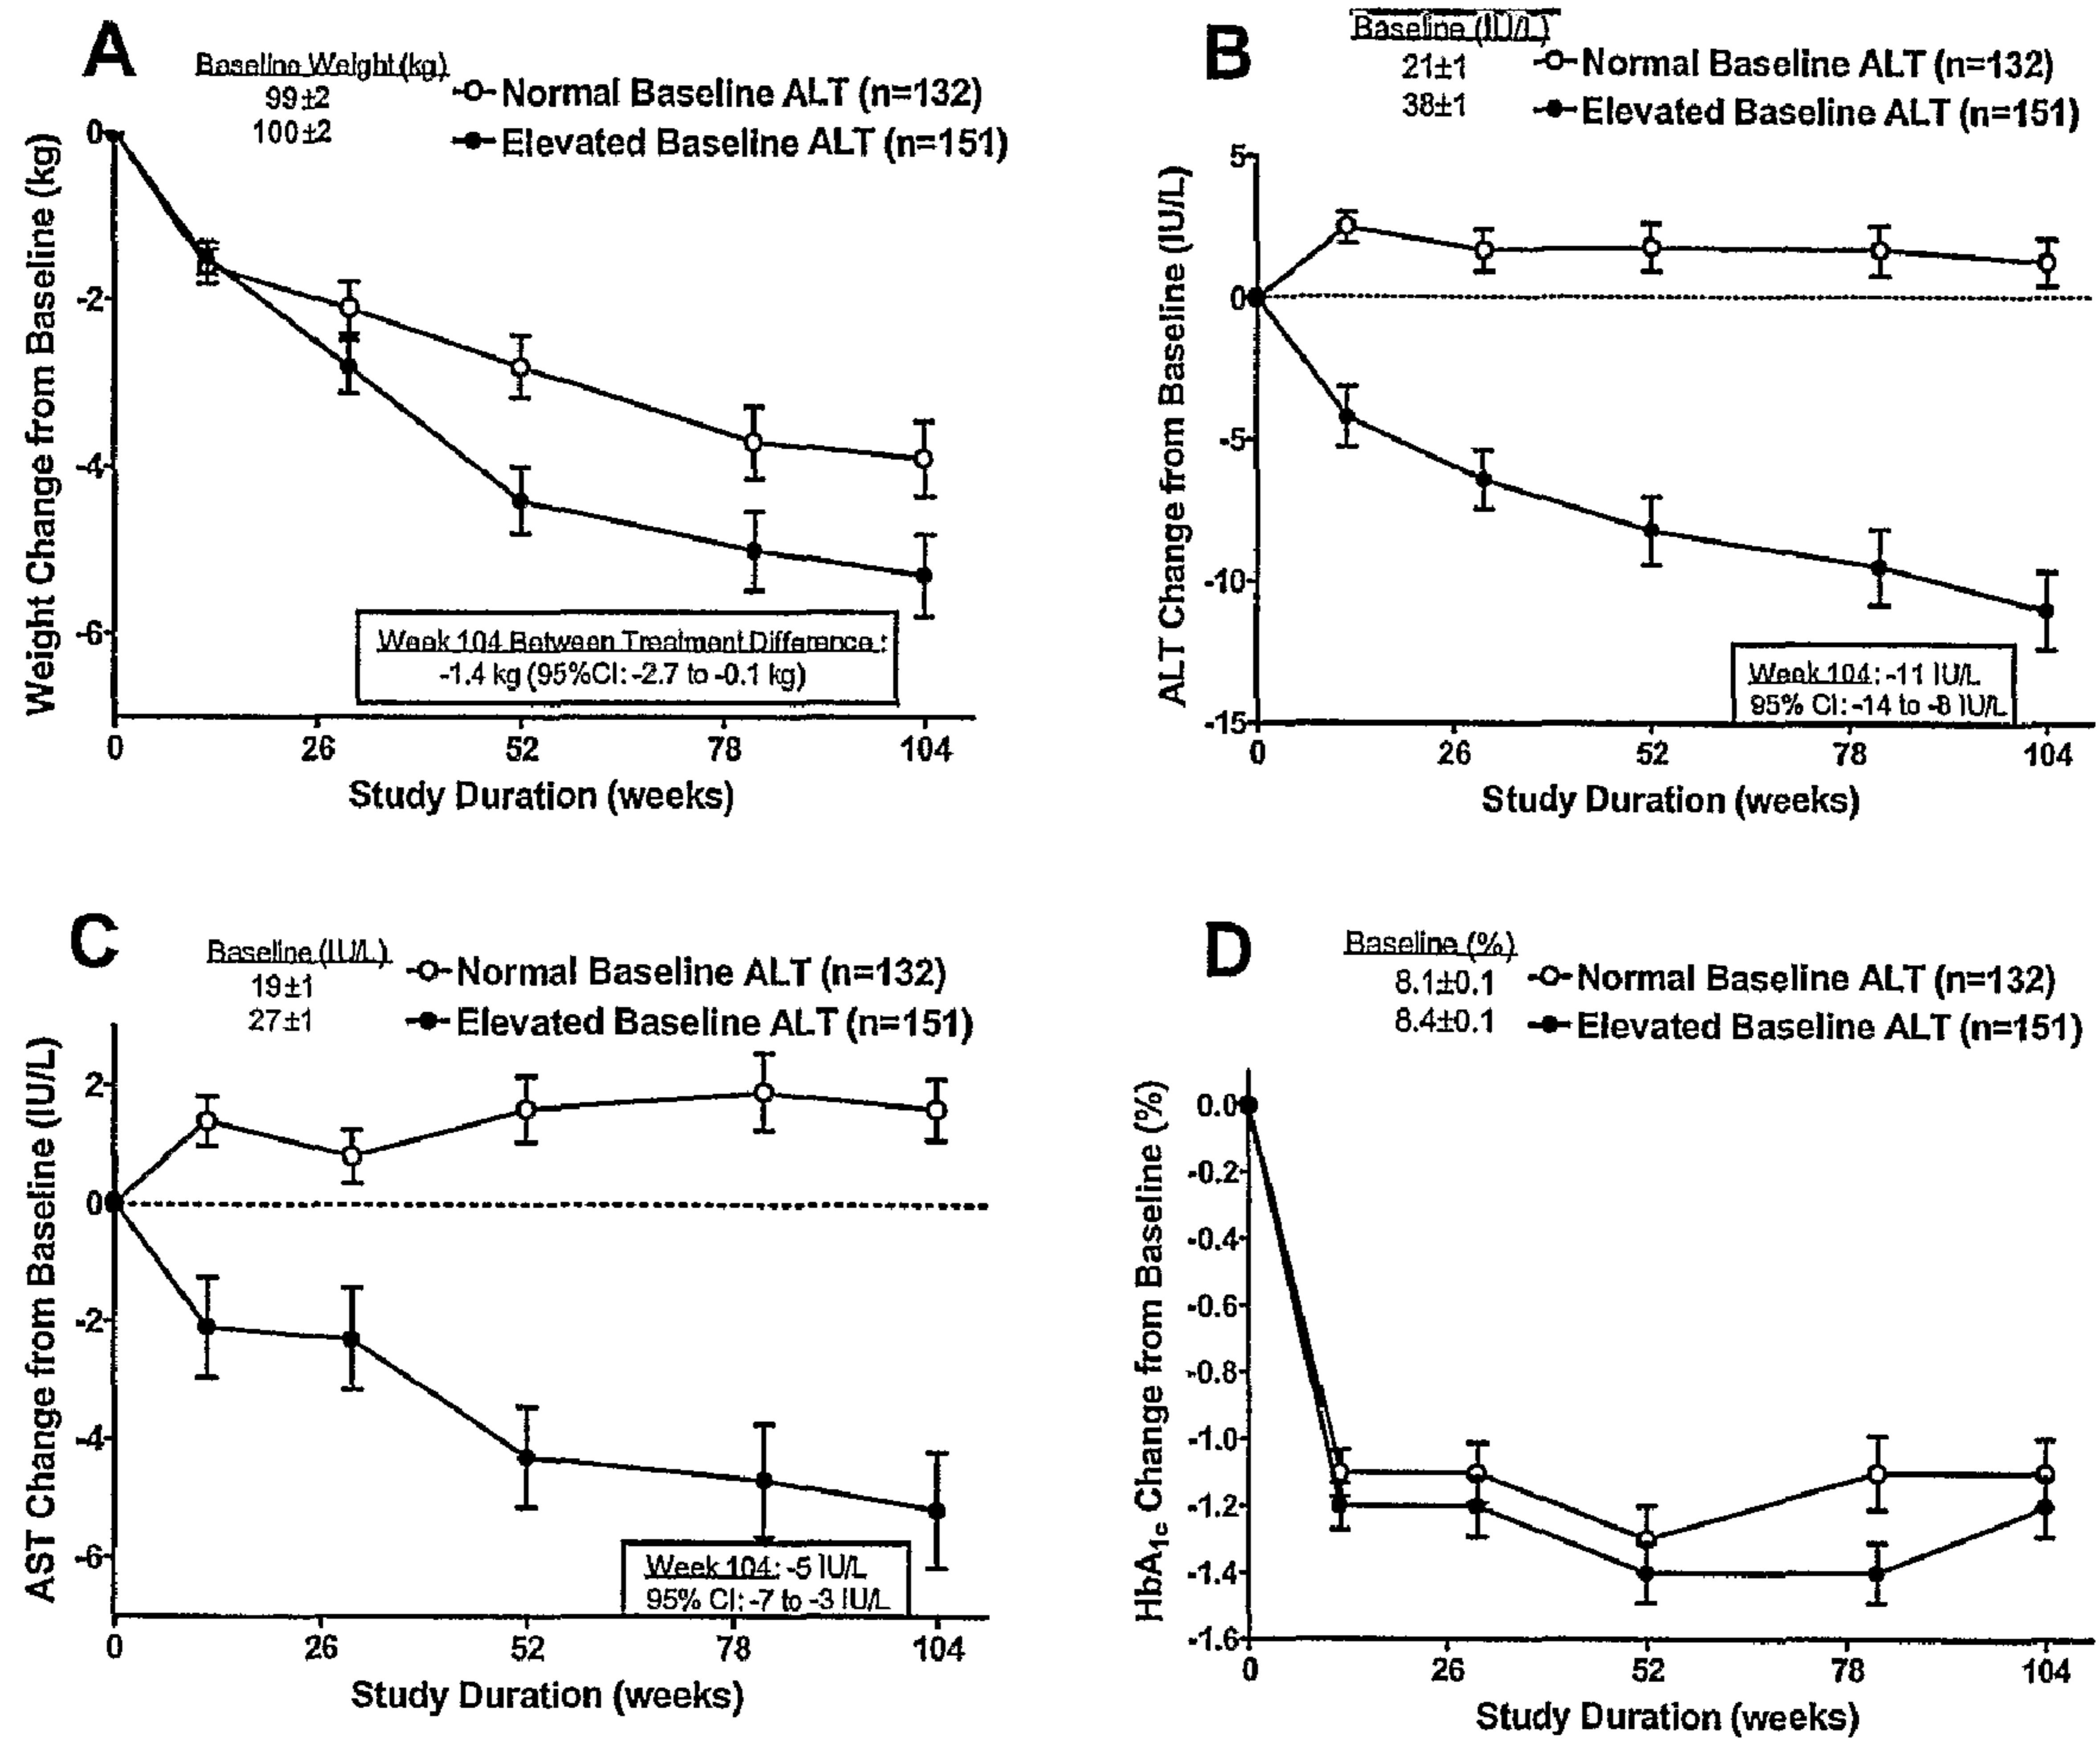 A
Baseline Weight (kg)
99±2
100±2
Normal Baseline ALT (n=132)
Elevated Baseline ALT (n=151)
Weight Change from Baseline (kg)
0
-2
-4
-6
Week 104 Between Treatment Difference:
-1.4 kg (95%CI: -2.7 to -0.1 kg)
0 26 52 78 104
Study Duration (weeks)
B
Baseline (IU/L)
21±1
38±1
Normal Baseline ALT (n=132)
Elevated Baseline ALT (n=151)
ALT Change from Baseline (IU/L)
5
0
-5
-10
-15
Week 104: -11 IU/L
95% CI: -14 to -8 IU/L
0 26 52 78 104
Study Duration (weeks)
C
Baseline (IU/L)
19±1
27±1
Normal Baseline ALT (n=132)
Elevated Baseline ALT (n=151)
AST Change from Baseline (IU/L)
2
0
-2
-4
-6
Week 104: -5 IU/L
95% CI: -7 to -3 IU/L
0 26 52 78 104
Study Duration (weeks)
D
Baseline (%)
8.1±0.1
8.4±0.1
Normal Baseline ALT (n=132)
Elevated Baseline ALT (n=151)
HbA1c Change from Baseline (%)
0.0
-0.2
-0.4
-0.6
-0.8
-1.0
-1.2
-1.4
-1.6
0 26 52 78 104
Study Duration (weeks)